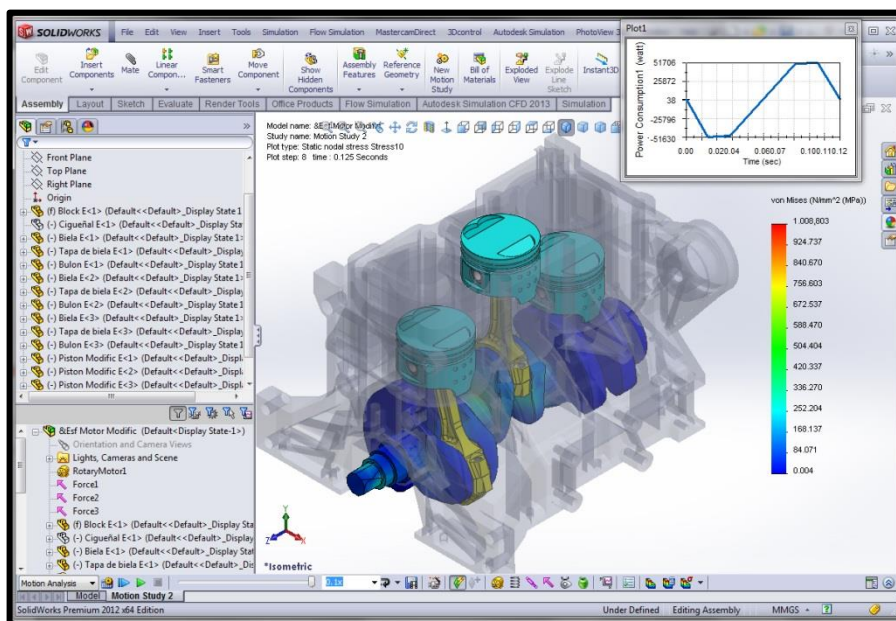 SOLIDWORKS File Edit View Insert Tools Simulation Flow Simulation MastercamDirect 3Dcontrol Autodesk Simulation PhotoView 3
Edit Component
Insert Components
Mate
Linear Compon...
Smart Fasteners
Move Component
Show Hidden Components
Assembly Features
Reference Geometry
New Motion Study
Bill of Materials
Exploded View
Explode Line Sketch
Instant3D
Assembly Layout Sketch Evaluate Render Tools Office Products Flow Simulation Autodesk Simulation CFD 2013 Simulation
Plot1
Power Consumption1 (watt)
51706
25872
38
-25796
-51630
0.00 0.020.04 0.060.07 0.100.110.12
Time (sec)
Model name: &Esf Motor Modific
Study name: Motion Study 2
Plot type: Static nodal stress Stress10
Plot step: 8 time : 0.125 Seconds
Front Plane
Top Plane
Right Plane
Origin
(f) Block E<1> (Default<<Default>_Display State 1
(-) Cigueñal E<1> (Default<<Default>_Display Sta
(-) Biela E<1> (Default<<Default>_Display State 1>
(-) Tapa de biela E<1> (Default<<Default>_Display
(-) Bulon E<1> (Default<<Default>_Display State 1
(-) Biela E<2> (Default<<Default>_Display State 1>
(-) Tapa de biela E<2> (Default<<Default>_Display
(-) Bulon E<2> (Default<<Default>_Display State 1
(-) Biela E<3> (Default<<Default>_Display State 1>
(-) Tapa de biela E<3> (Default<<Default>_Display
(-) Bulon E<3> (Default<<Default>_Display State 1
(-) Piston Modific E<1> (Default<<Default>_Displa
(-) Piston Modific E<2> (Default<<Default>_Displa
(-) Piston Modific E<3> (Default<<Default>_Displa
von Mises (N/mm^2 (MPa))
1.008,803
924.737
840.670
756.603
672.537
588.470
504.404
420.337
336.270
252.204
168.137
84.071
0.004
&Esf Motor Modific (Default<Display State-1>)
Orientation and Camera Views
Lights, Cameras and Scene
RotaryMotor1
Force1
Force2
Force3
(f) Block E<1> (Default<<Default>_Display Sta
(-) Cigueñal E<1> (Default<<Default>_Display
(-) Biela E<1> (Default<<Default>_Display Sta
(-) Tapa de biela E<1> (Default<<Default>_Dis
Y
Z
X
*Isometric
Motion Analysis
0.1x
Model Motion Study 2
SolidWorks Premium 2012 x64 Edition Under Defined Editing Assembly MMGS